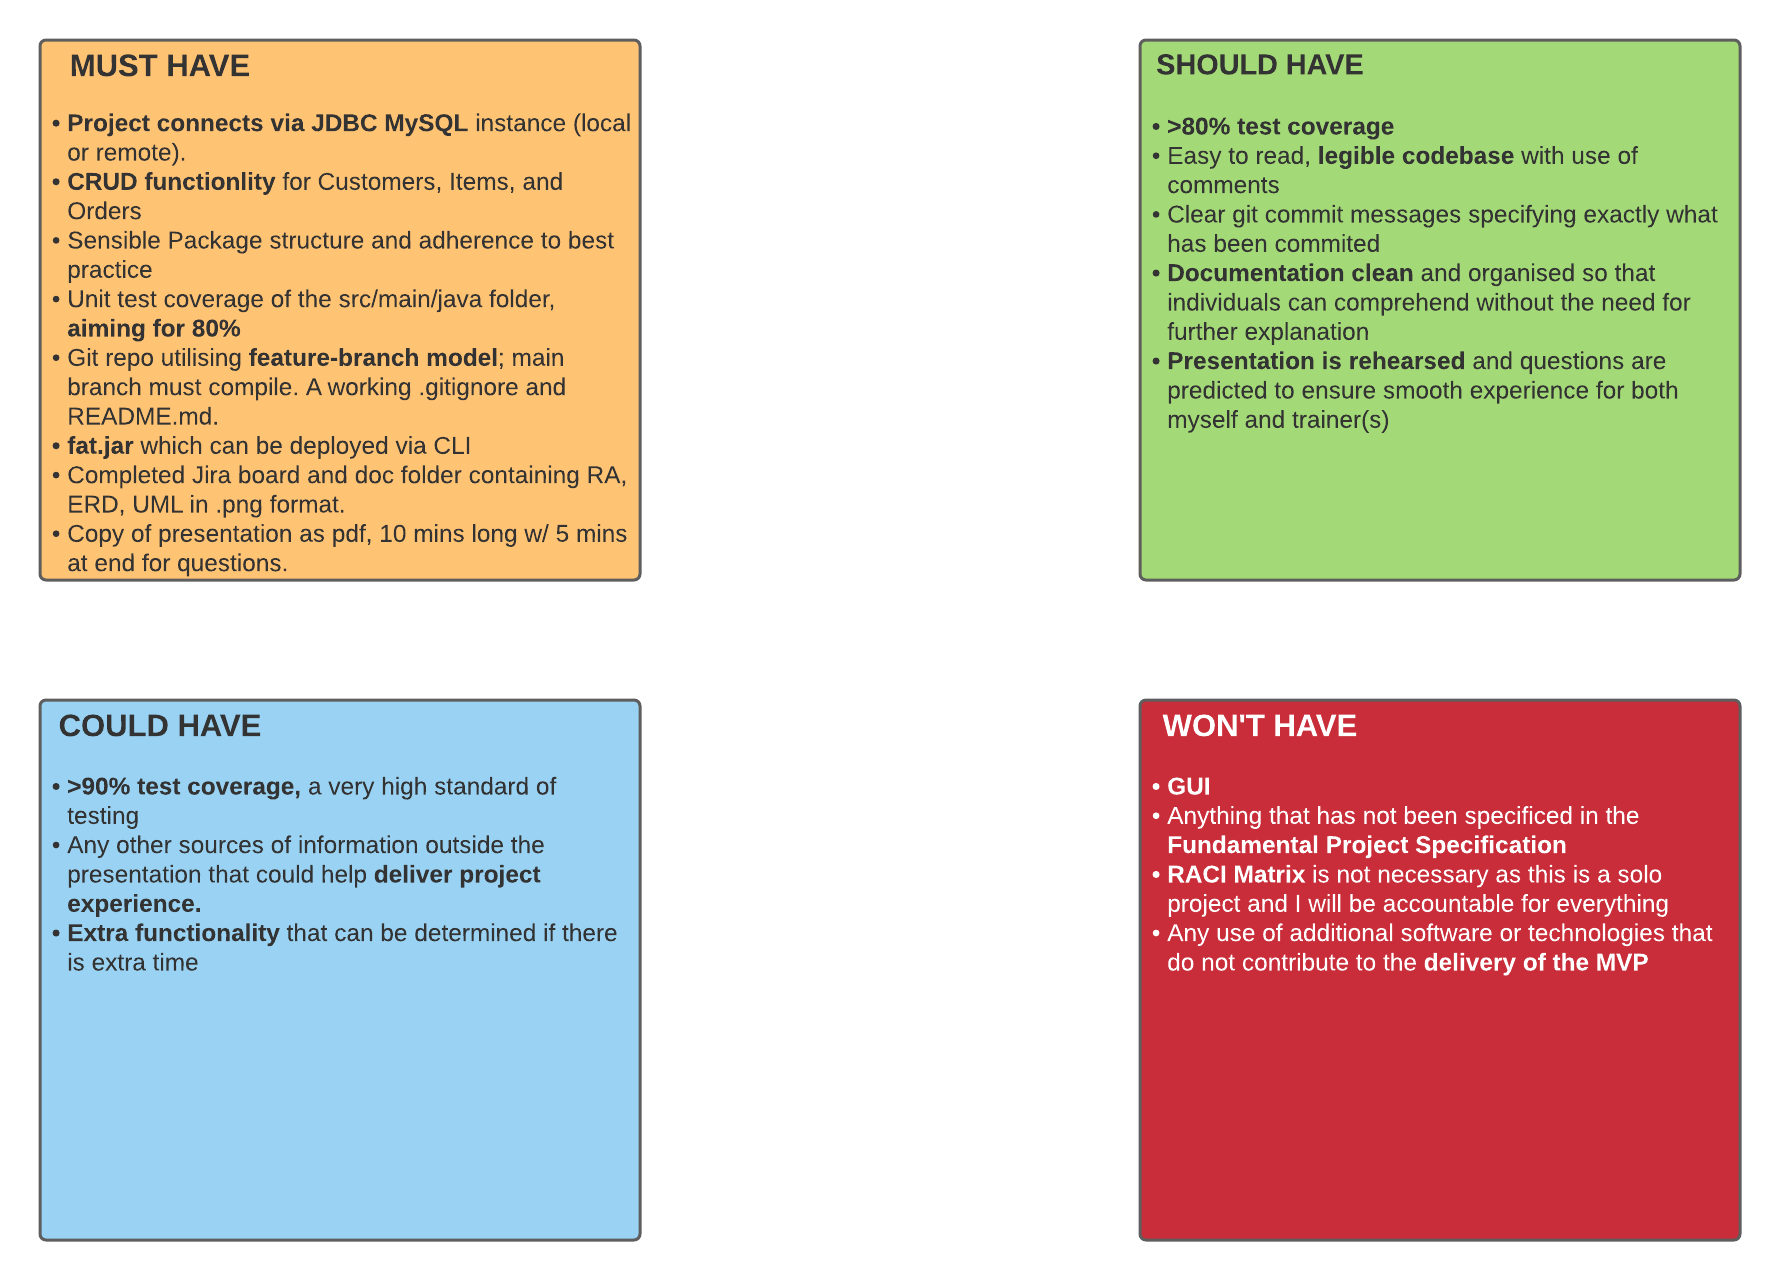 MUST HAVE
• Project connects via JDBC MySQL instance (local
or remote).
• CRUD functionlity for Customers, Items, and
Orders
• Sensible Package structure and adherence to best
practice
• Unit test coverage of the src/main/java folder,
aiming for 80%
• Git repo utilising feature-branch model; main
branch must compile. A working .gitignore and
README.md.
• fat.jar which can be deployed via CLI
• Completed Jira board and doc folder containing RA,
ERD, UML in .png format.
• Copy of presentation as pdf, 10 mins long w/ 5 mins
at end for questions.
SHOULD HAVE
• >80% test coverage
• Easy to read, legible codebase with use of
comments
• Clear git commit messages specifying exactly what
has been commited
• Documentation clean and organised so that
individuals can comprehend without the need for
further explanation
• Presentation is rehearsed and questions are
predicted to ensure smooth experience for both
myself and trainer(s)
COULD HAVE
• >90% test coverage, a very high standard of
testing
• Any other sources of information outside the
presentation that could help deliver project
experience.
• Extra functionality that can be determined if there
is extra time
WON'T HAVE
• GUI
• Anything that has not been specificed in the
Fundamental Project Specification
• RACI Matrix is not necessary as this is a solo
project and I will be accountable for everything
• Any use of additional software or technologies that
do not contribute to the delivery of the MVP